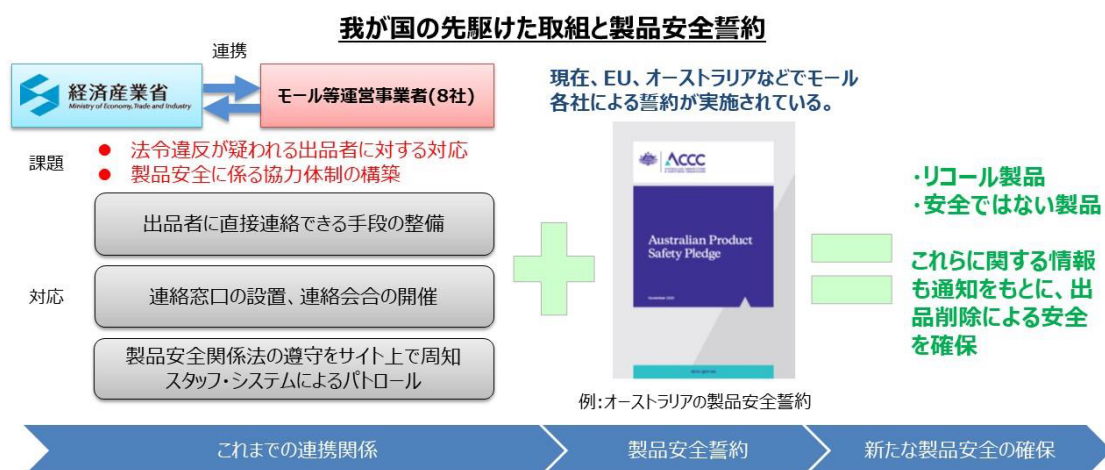 我が国の先駆けた取組と製品安全誓約
連携
経済産業省
Ministry of Economy, Trade and Industry
モール等運営事業者(8社)
課題
● 法令違反が疑われる出品者に対する対応
● 製品安全に係る協力体制の構築
対応
出品者に直接連絡できる手段の整備
連絡窓口の設置、連絡会合の開催
製品安全関係法の遵守をサイト上で周知
スタッフ・システムによるパトロール
現在、EU、オーストラリアなどでモール
各社による誓約が実施されている。
ACCC
Australian Product
Safety Pledge
例:オーストラリアの製品安全誓約
・リコール製品
・安全ではない製品
これらに関する情報
も通知をもとに、出
品削除による安全
を確保
これまでの連携関係
製品安全誓約
新たな製品安全の確保